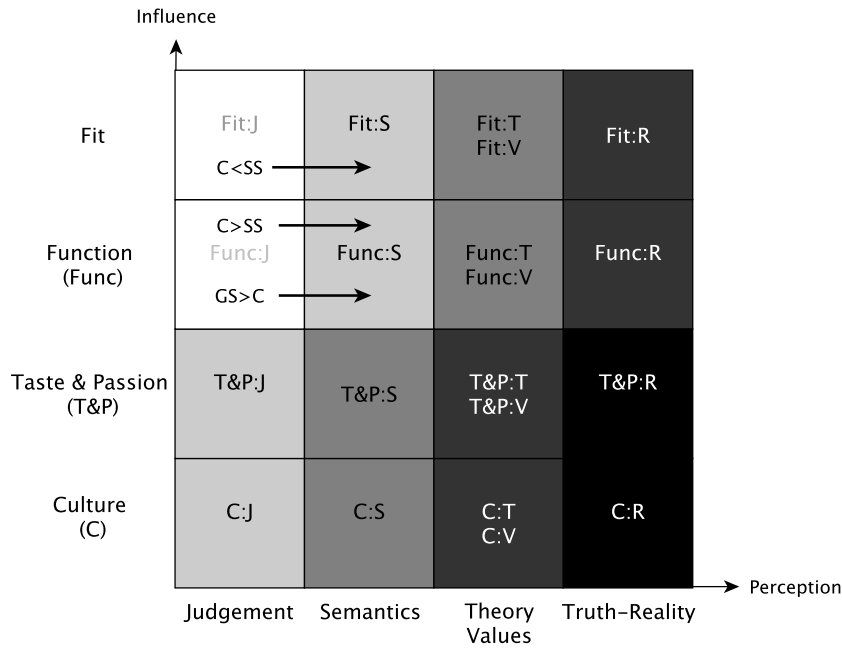 Influence
Fit
Fit:J
Fit:S
Fit:T
Fit:V
Fit:R
C<SS
Function
(Func)
C>SS
Func:J
Func:S
Func:T
Func:V
Func:R
GS>C
Taste & Passion
(T&P)
T&P:J
T&P:S
T&P:T
T&P:V
T&P:R
Culture
(C)
C:J
C:S
C:T
C:V
C:R
Perception
Judgement
Semantics
Theory
Values
Truth-Reality